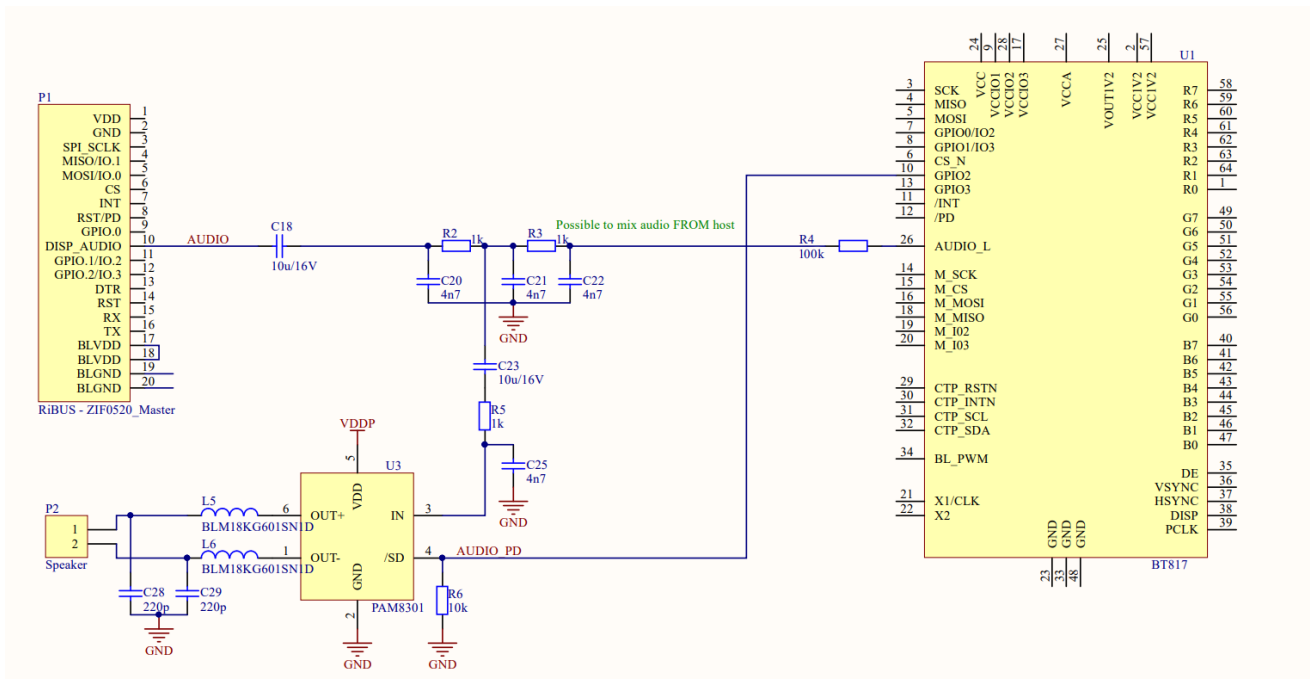 P1
VDD 1
GND 2
SPI_SCLK 3
MISO/IO.1 4
MOSI/IO.0 5
CS 6
INT 7
RST/PD 8
GPIO.0 9
DISP_AUDIO 10
GPIO.1/IO.2 11
GPIO.2/IO.3 12
DTR 13
RST 14
RX 15
TX 16
BLVDD 17
BLVDD 18
BLGND 19
BLGND 20
RiBUS - ZIF0520_Master
AUDIO
C18
10u/16V
R2
1k
R3
1k
Possible to mix audio FROM host
C20
4n7
C21
4n7
C22
4n7
GND
R4
100k
C23
10u/16V
R5
1k
C25
4n7
GND
VDDP
5
U3
VDD
6 OUT+
IN 3
1 OUT-
/SD 4
GND
2
PAM8301
GND
AUDIO_PD
R6
10k
GND
P2
1
2
Speaker
L5
BLM18KG601SN1D
L6
BLM18KG601SN1D
C28
220p
C29
220p
GND
U1
24 9 28 17 27 25 2 57
VCC VCCIO1 VCCIO2 VCCIO3 VCCA VOUT1V2 VCC1V2 VCC1V2
3 SCK
4 MISO
5 MOSI
7 GPIO0/IO2
8 GPIO1/IO3
6 CS_N
10 GPIO2
13 GPIO3
11 /INT
12 /PD
26 AUDIO_L
14 M_SCK
15 M_CS
16 M_MOSI
18 M_MISO
19 M_I02
20 M_I03
29 CTP_RSTN
30 CTP_INTN
31 CTP_SCL
32 CTP_SDA
34 BL_PWM
21 X1/CLK
22 X2
R7 58
R6 59
R5 60
R4 61
R3 62
R2 63
R1 64
R0 1
G7 49
G6 50
G5 51
G4 52
G3 53
G2 54
G1 55
G0 56
B7 40
B6 41
B5 42
B4 43
B3 44
B2 45
B1 46
B0 47
DE 35
VSYNC 36
HSYNC 37
DISP 38
PCLK 39
GND GND GND
23 33 48
BT817